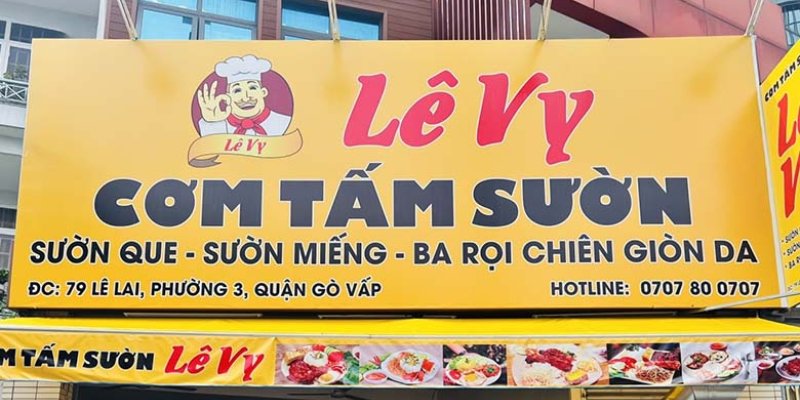 Lê Vy
Lê Vy
CƠM TẤM SƯỜN
SƯỜN QUE - SƯỜN MIẾNG - BA RỌI CHIÊN GIÒN DA
ĐC: 79 LÊ LAI, PHƯỜNG 3, QUẬN GÒ VẤP
HOTLINE: 0707 80 0707
TẤM SƯỜN Lê Vy
CƠM TẤM S